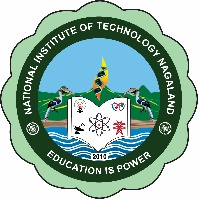 NATIONAL INSTITUTE OF TECHNOLOGY NAGALAND
2010
EDUCATION IS POWER